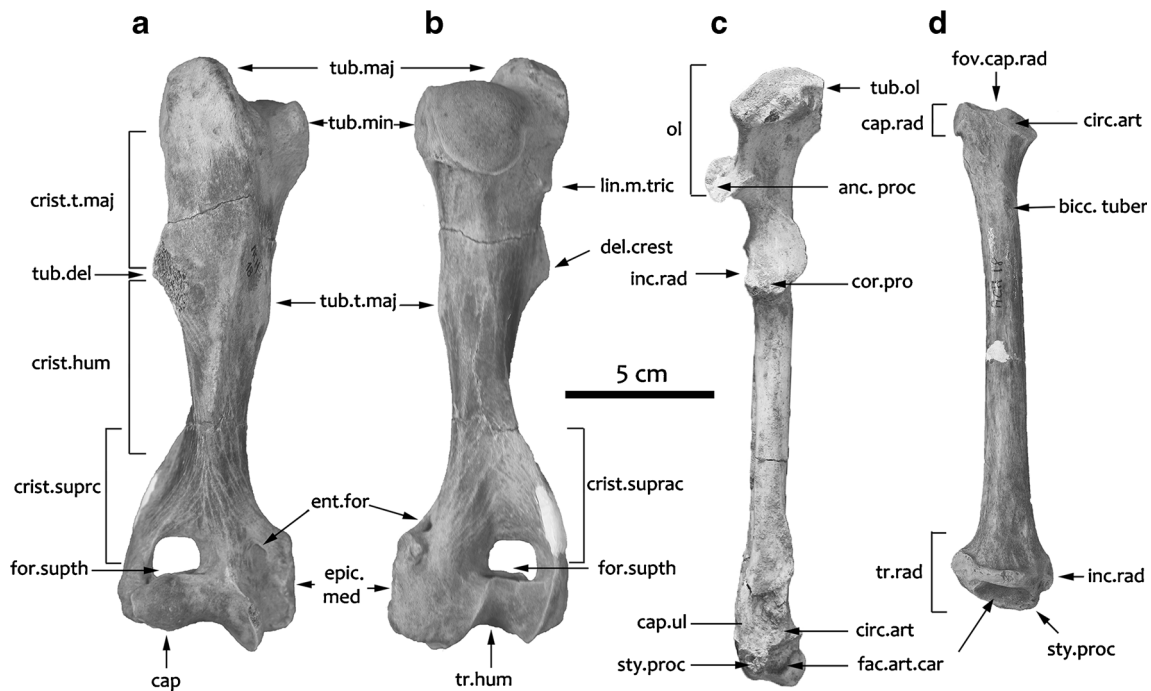 a b c d
tub.maj
tub.min
crist.t.maj
lin.m.tric
tub.del
del.crest
tub.t.maj
crist.hum
5 cm
crist.suprc
crist.suprac
ent.for
for.supth
for.supth
epic.
med
cap
tr.hum
ol
tub.ol
anc. proc
inc.rad
cor.pro
cap.ul
circ.art
sty.proc
fac.art.car
fov.cap.rad
cap.rad
circ.art
bicc. tuber
tr.rad
inc.rad
sty.proc